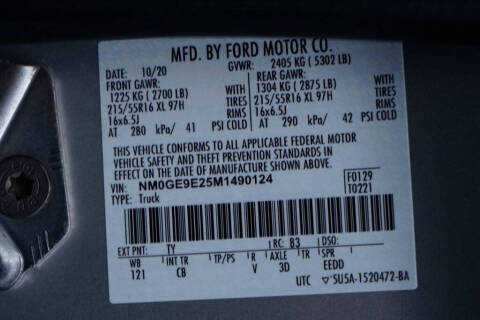 MFD. BY FORD MOTOR CO.
DATE: 10/20 GVWR: 2405 KG ( 5302 LB)
FRONT GAWR: REAR GAWR:
1225 KG ( 2700 LB) WITH 1304 KG ( 2875 LB) WITH
215/55R16 XL 97H TIRES 215/55R16 XL 97H TIRES
16x6.5J RIMS 16x6.5J RIMS
AT 280 kPa/ 41 PSI COLD AT 290 kPa/ 42 PSI COLD
THIS VEHICLE CONFORMS TO ALL APPLICABLE FEDERAL MOTOR
VEHICLE SAFETY AND THEFT PREVENTION STANDARDS IN
EFFECT ON THE DATE OF MANUFACTURE SHOWN ABOVE.
VIN: NM0GE9E25M1490124 F0129
TYPE: Truck T0221
EXT PNT: TY RC: B3 DSO:
WB INT TR TP/PS R AX TR SPR
121 CB V 3D EEDD
UTC ▽5U5A-1520472-BA